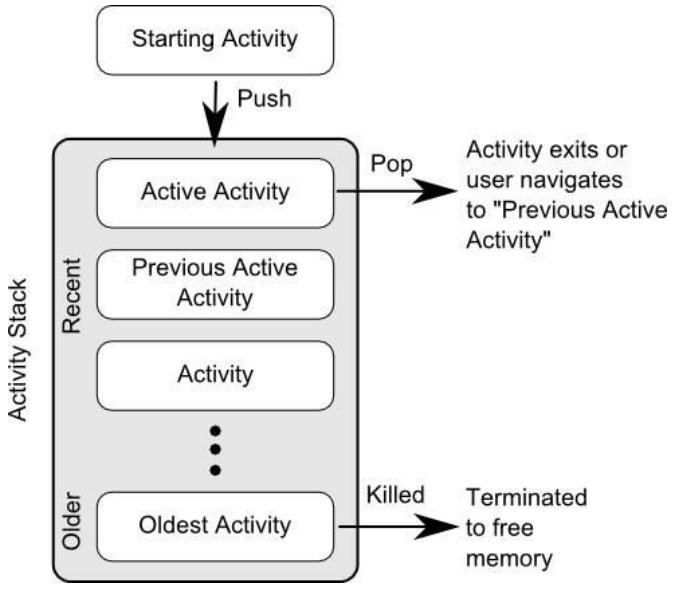 Starting Activity
Push
Active Activity
Pop
Activity exits or
user navigates
to "Previous Active
Activity"
Previous Active
Activity
Recent
Activity Stack
Activity
Older
Oldest Activity
Killed
Terminated
to free
memory